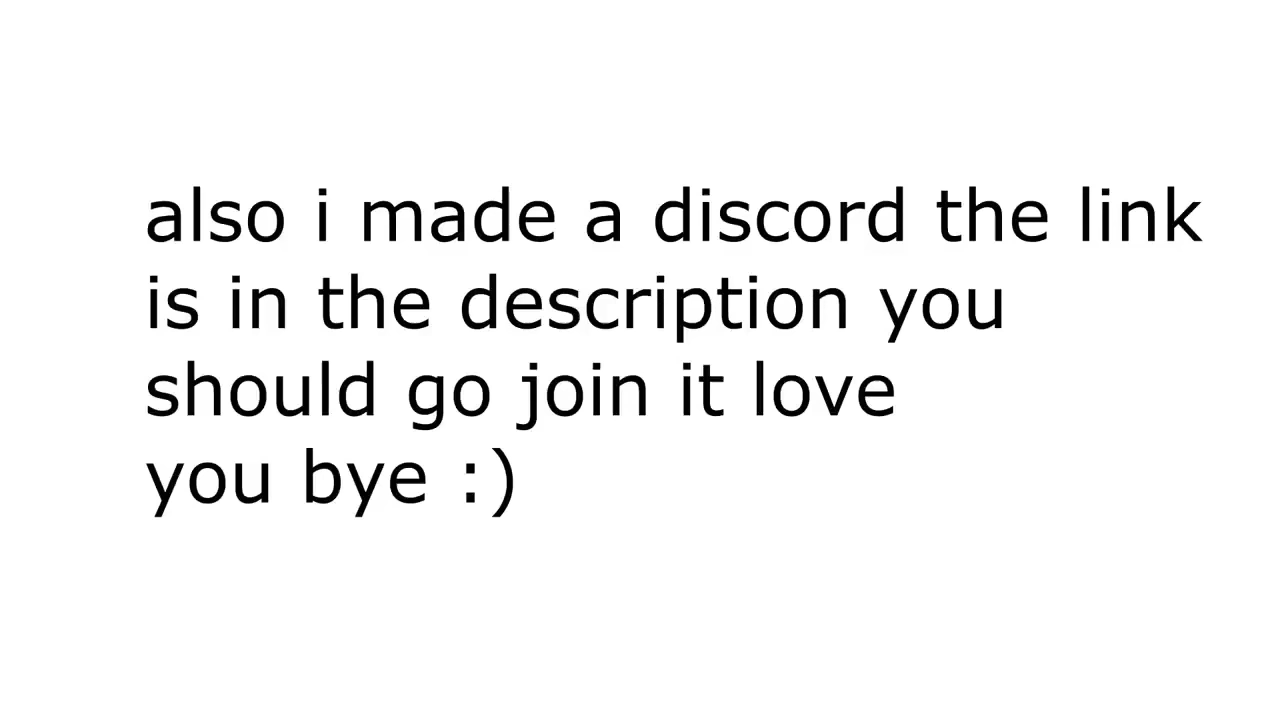 also i made a discord the link
is in the description you
should go join it love
you bye :)